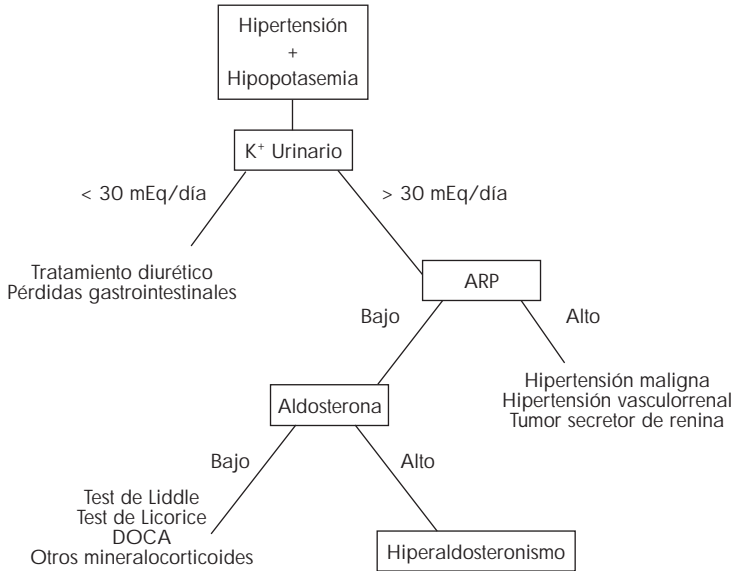 Hipertensión
+
Hipopotasemia
K⁺ Urinario
< 30 mEq/día
> 30 mEq/día
Tratamiento diurético
Pérdidas gastrointestinales
ARP
Bajo
Alto
Hipertensión maligna
Hipertensión vasculorrenal
Tumor secretor de renina
Aldosterona
Bajo
Alto
Test de Liddle
Test de Licorice
DOCA
Otros mineralocorticoides
Hiperaldosteronismo